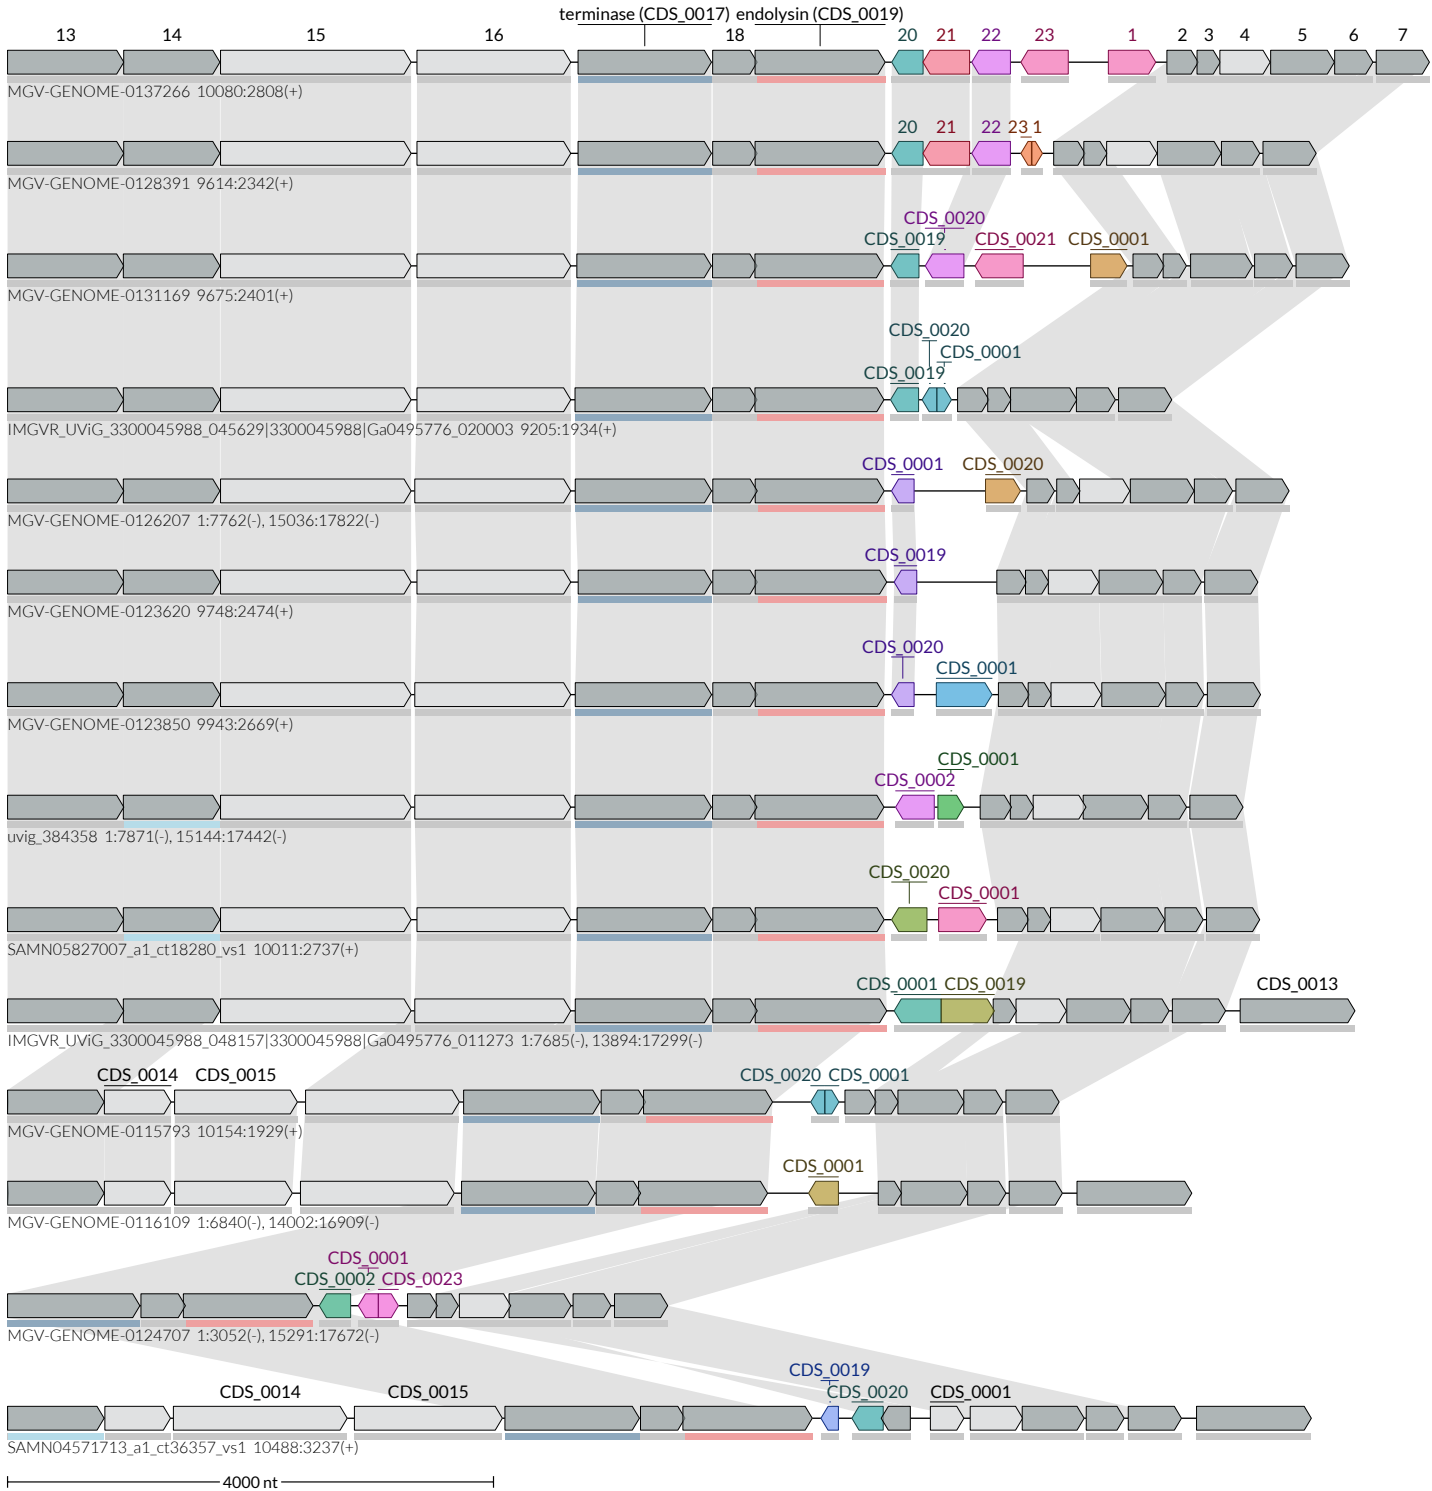 terminase (CDS_0017) endolysin (CDS_0019)
13 14 15 16 18 20 21 22 23 1 2 3 4 5 6 7
MGV-GENOME-0137266 10080:2808(+)
20 21 22 23 1
MGV-GENOME-0128391 9614:2342(+)
CDS_0020
CDS_0019 CDS_0021 CDS_0001
MGV-GENOME-0131169 9675:2401(+)
CDS_0020
CDS_0001
CDS_0019
IMGVR_UViG_3300045988_045629|3300045988|Ga0495776_020003 9205:1934(+)
CDS_0001 CDS_0020
MGV-GENOME-0126207 1:7762(-), 15036:17822(-)
CDS_0019
MGV-GENOME-0123620 9748:2474(+)
CDS_0020
CDS_0001
MGV-GENOME-0123850 9943:2669(+)
CDS_0001
CDS_0002
uvig_384358 1:7871(-), 15144:17442(-)
CDS_0020
CDS_0001
SAMN05827007_a1_ct18280_vs1 10011:2737(+)
CDS_0001 CDS_0019 CDS_0013
IMGVR_UViG_3300045988_048157|3300045988|Ga0495776_011273 1:7685(-), 13894:17299(-)
CDS_0014 CDS_0015 CDS_0020 CDS_0001
MGV-GENOME-0115793 10154:1929(+)
CDS_0001
MGV-GENOME-0116109 1:6840(-), 14002:16909(-)
CDS_0001
CDS_0002 CDS_0023
MGV-GENOME-0124707 1:3052(-), 15291:17672(-)
CDS_0019
CDS_0014 CDS_0015 CDS_0020 CDS_0001
SAMN04571713_a1_ct36357_vs1 10488:3237(+)
4000 nt